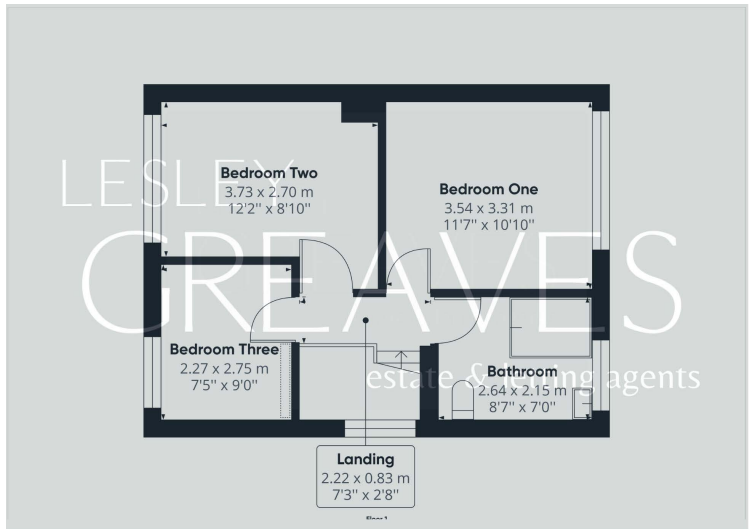 Bedroom Two
3.73 x 2.70 m
12'2'' x 8'10''
Bedroom One
3.54 x 3.31 m
11'7'' x 10'10''
LESLEY
GREAVES
estate & letting agents
Bedroom Three
2.27 x 2.75 m
7'5'' x 9'0''
Bathroom
2.64 x 2.15 m
8'7'' x 7'0''
Landing
2.22 x 0.83 m
7'3'' x 2'8''
Floor 1